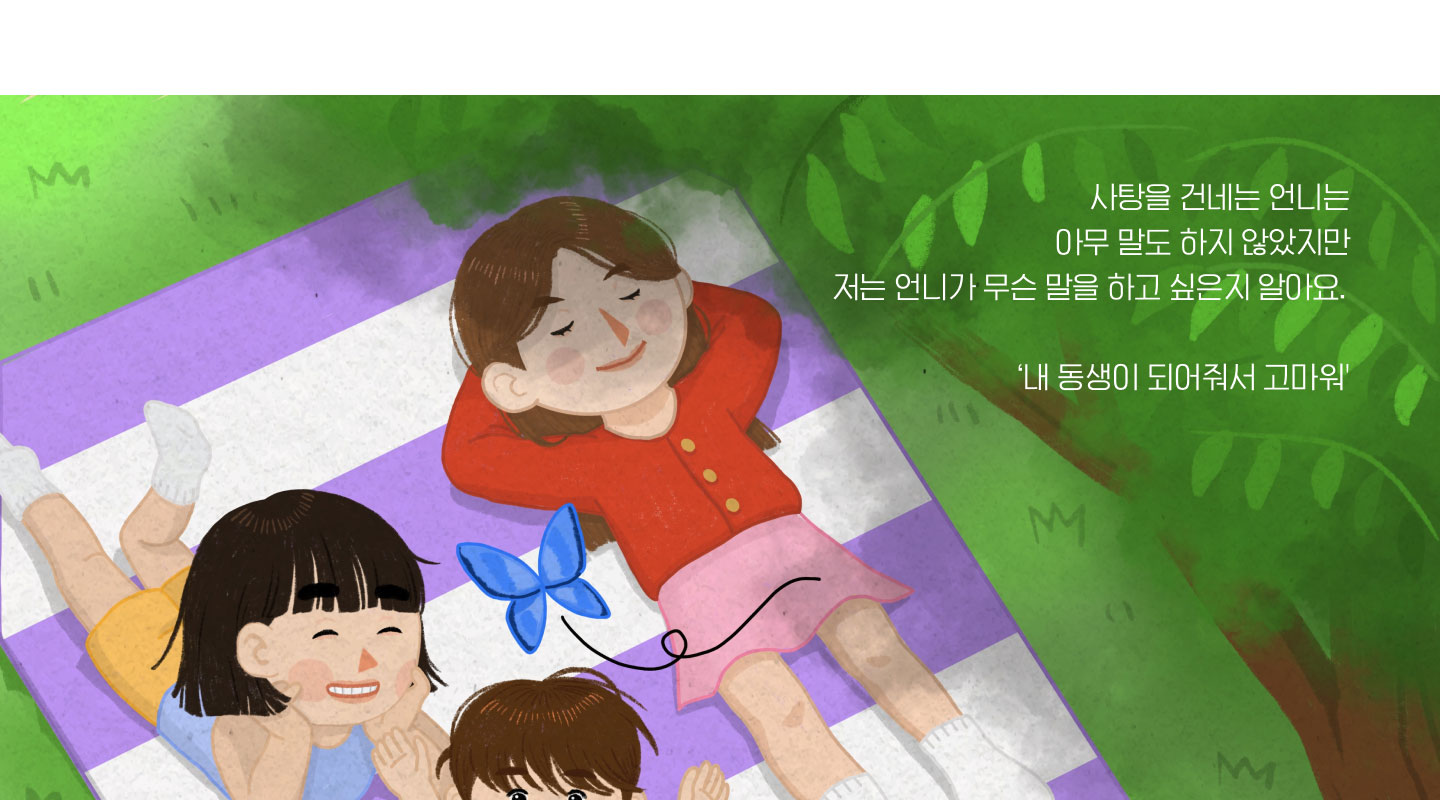 사탕을 건네는 언니는
아무 말도 하지 않았지만
저는 언니가 무슨 말을 하고 싶은지 알아요.
‘내 동생이 되어줘서 고마워'